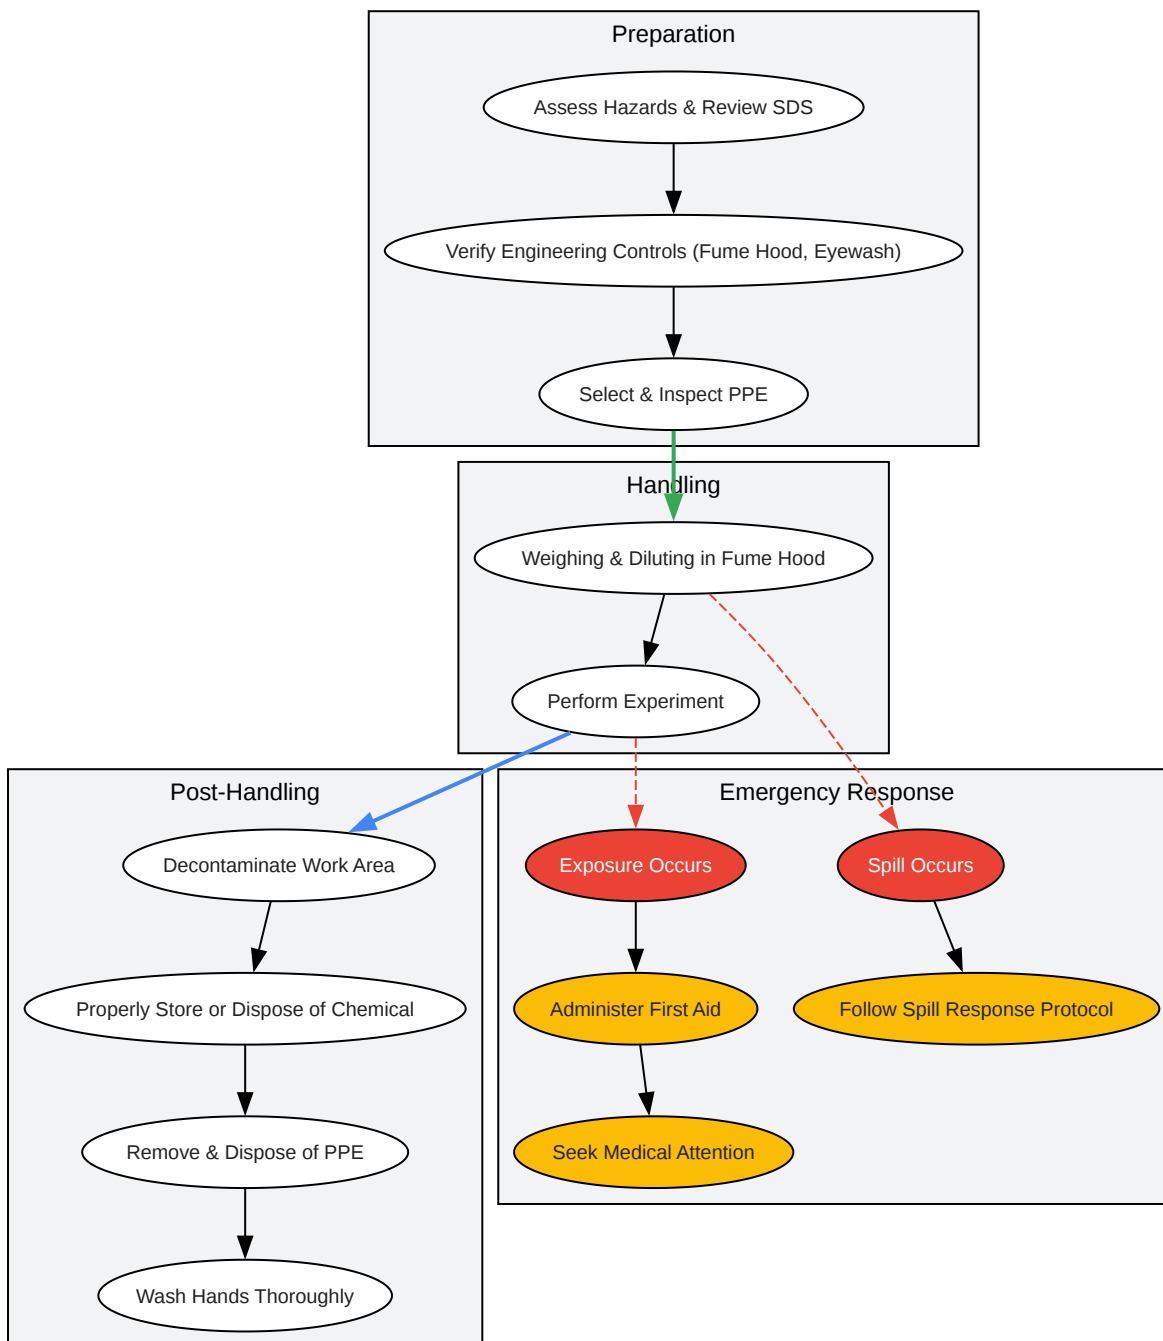 Preparation
Assess Hazards & Review SDS
Verify Engineering Controls (Fume Hood, Eyewash)
Select & Inspect PPE
Handling
Weighing & Diluting in Fume Hood
Perform Experiment
Post-Handling
Decontaminate Work Area
Properly Store or Dispose of Chemical
Remove & Dispose of PPE
Wash Hands Thoroughly
Emergency Response
Exposure Occurs
Spill Occurs
Administer First Aid
Follow Spill Response Protocol
Seek Medical Attention